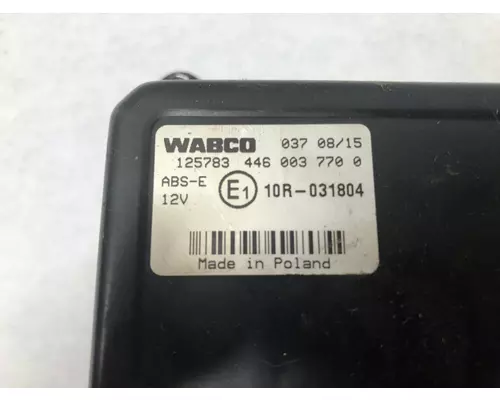 WABCO 037 08/15
125783 446 003 770 0
ABS-E
12V
E1 10R-031804
Made in Poland